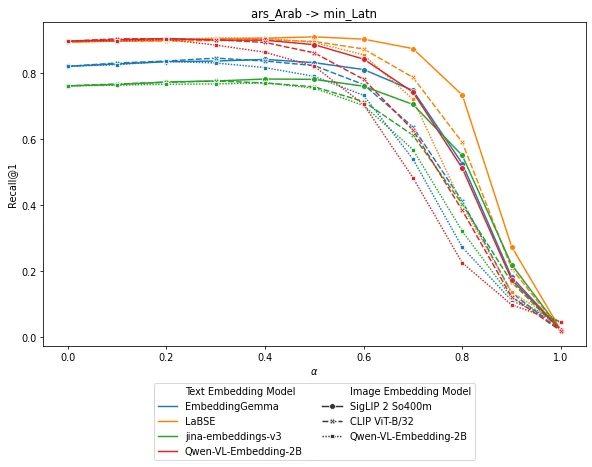 ars_Arab -> min_Latn
Recall@1
0.8
0.6
0.4
0.2
0.0
0.0 0.2 0.4 0.6 0.8 1.0
α
Text Embedding Model
EmbeddingGemma
LaBSE
jina-embeddings-v3
Qwen-VL-Embedding-2B
Image Embedding Model
SigLIP 2 So400m
CLIP ViT-B/32
Qwen-VL-Embedding-2B